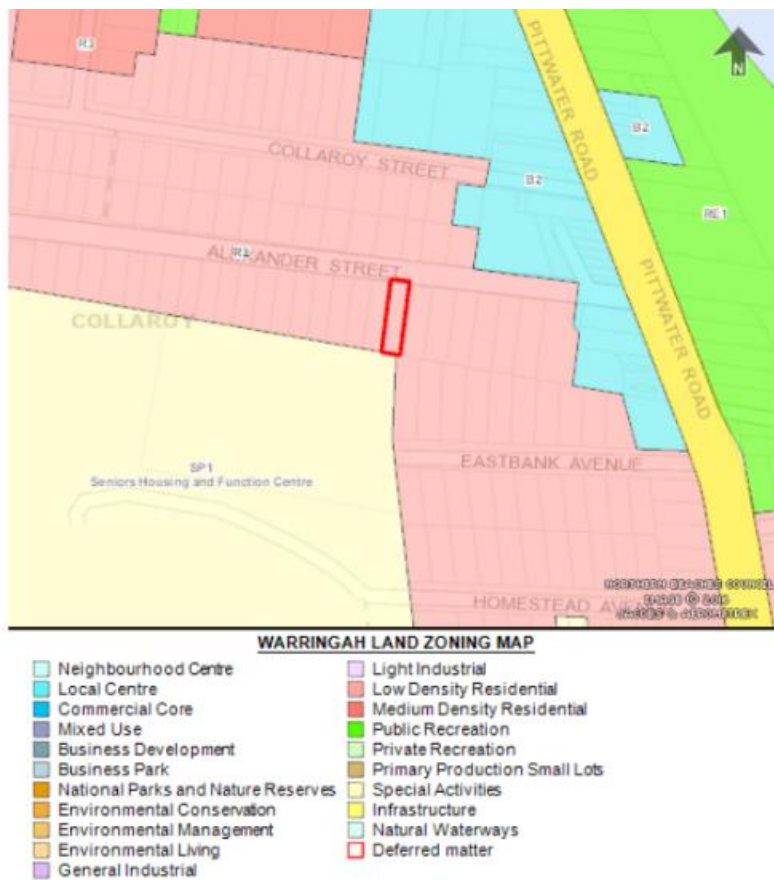 R3
N
PITTWATER ROAD
B2
COLLAROY STREET
B2
RE1
ALEXANDER STREET
PITTWATER ROAD
COLLAROY
EASTBANK AVENUE
SP1
Seniors Housing and Function Centre
NORTHERN BEACHES COUNCIL
HOMESTEAD
WARRINGAH LAND ZONING MAP
Neighbourhood Centre
Local Centre
Commercial Core
Mixed Use
Business Development
Business Park
National Parks and Nature Reserves
Environmental Conservation
Environmental Management
Environmental Living
General Industrial
Light Industrial
Low Density Residential
Medium Density Residential
Public Recreation
Private Recreation
Primary Production Small Lots
Special Activities
Infrastructure
Natural Waterways
Deferred matter